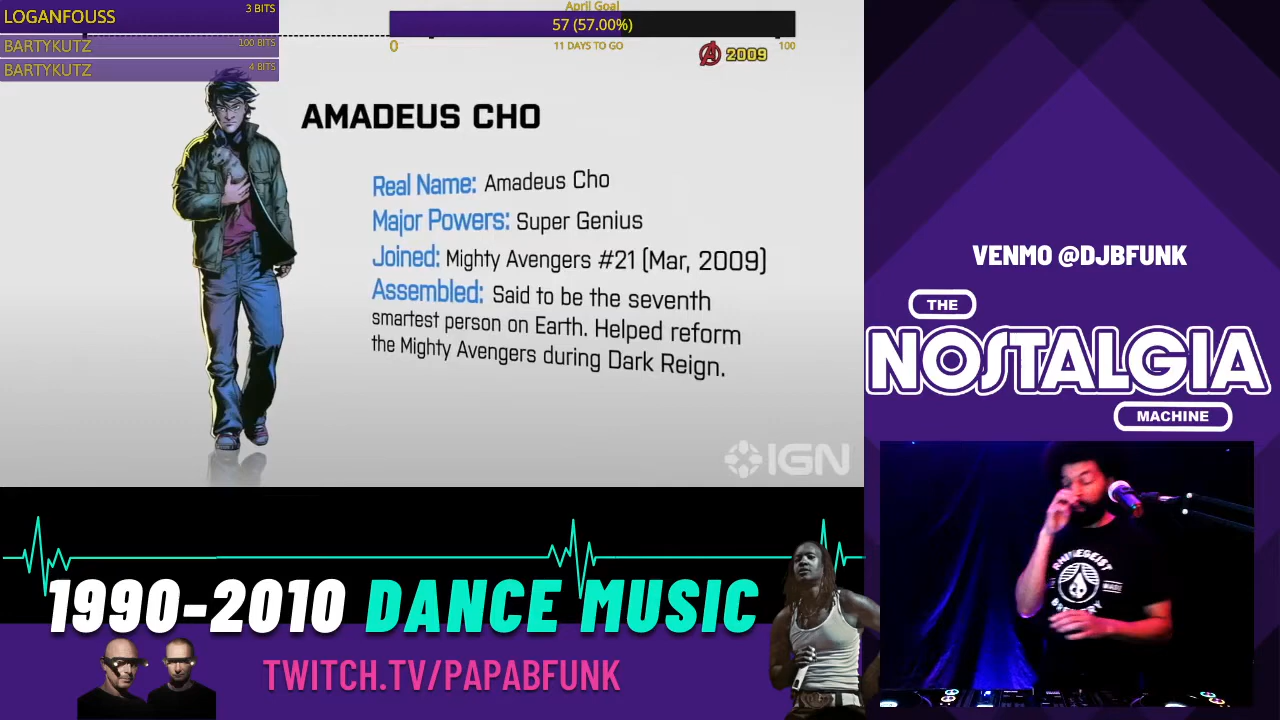 LOGANFOUSS 3 BITS
BARTYKUTZ 100 BITS
BARTYKUTZ 4 BITS
April Goal
57 (57.00%)
0 11 DAYS TO GO 100
2009
AMADEUS CHO
Real Name: Amadeus Cho
Major Powers: Super Genius
Joined: Mighty Avengers #21 (Mar, 2009)
Assembled: Said to be the seventh
smartest person on Earth. Helped reform
the Mighty Avengers during Dark Reign.
IGN
VENMO @DJBFUNK
THE
NOSTALGIA
MACHINE
RHINEGEIST
1990-2010 DANCE MUSIC
TWITCH.TV/PAPABFUNK